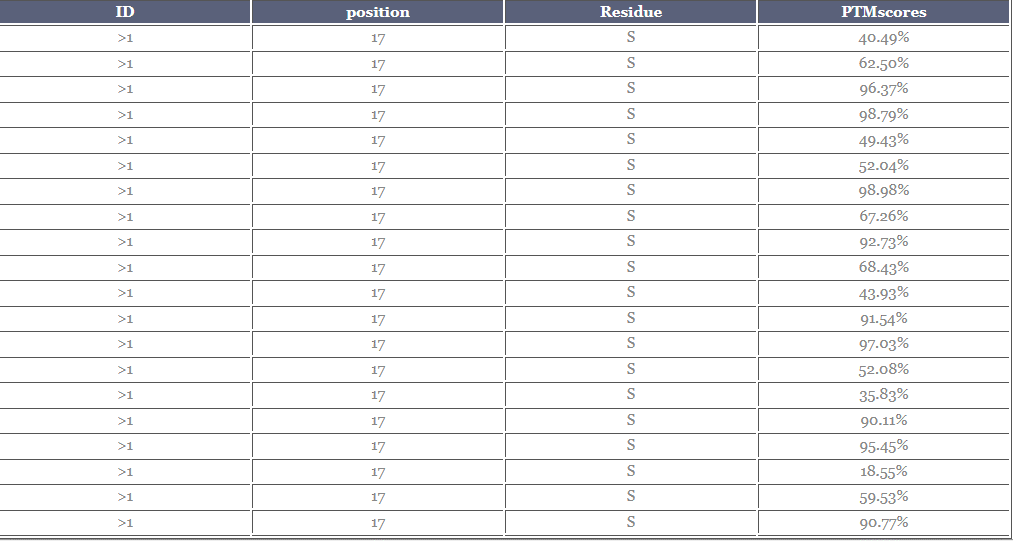 ID position Residue PTMscores
>1 17 S 40.49%
>1 17 S 62.50%
>1 17 S 96.37%
>1 17 S 98.79%
>1 17 S 49.43%
>1 17 S 52.04%
>1 17 S 98.98%
>1 17 S 67.26%
>1 17 S 92.73%
>1 17 S 68.43%
>1 17 S 43.93%
>1 17 S 91.54%
>1 17 S 97.03%
>1 17 S 52.08%
>1 17 S 35.83%
>1 17 S 90.11%
>1 17 S 95.45%
>1 17 S 18.55%
>1 17 S 59.53%
>1 17 S 90.77%